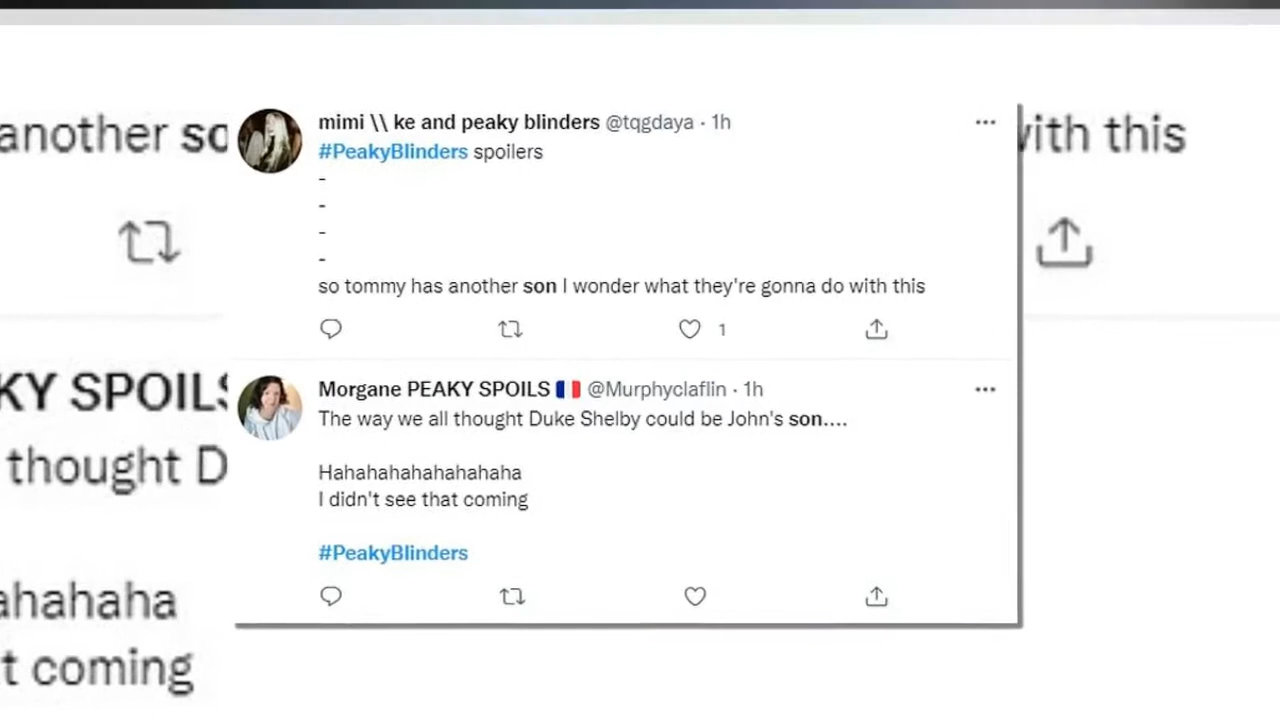 another so
with this
mimi \\ ke and peaky blinders @tqgdaya · 1h
#PeakyBlinders spoilers
-
-
-
-
so tommy has another son I wonder what they're gonna do with this
1
KY SPOILS
thought D
Morgane PEAKY SPOILS 🇫🇷 @Murphyclaflin · 1h
The way we all thought Duke Shelby could be John's son....
Hahahahahahahahaha
I didn't see that coming
#PeakyBlinders
ahahaha
t coming